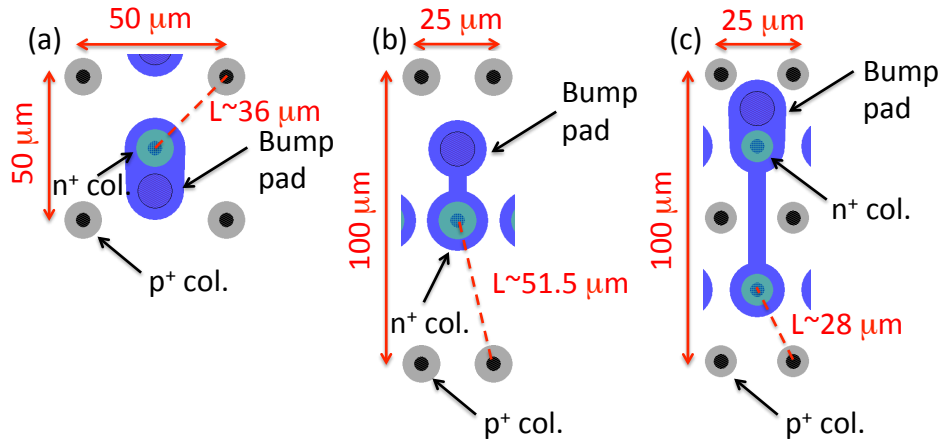 (a)
50 μm
50 μm
L~36 μm
Bump
pad
n⁺ col.
p⁺ col.
(b)
25 μm
100 μm
Bump
pad
L~51.5 μm
n⁺ col.
p⁺ col.
(c)
25 μm
100 μm
Bump
pad
n⁺ col.
L~28 μm
p⁺ col.